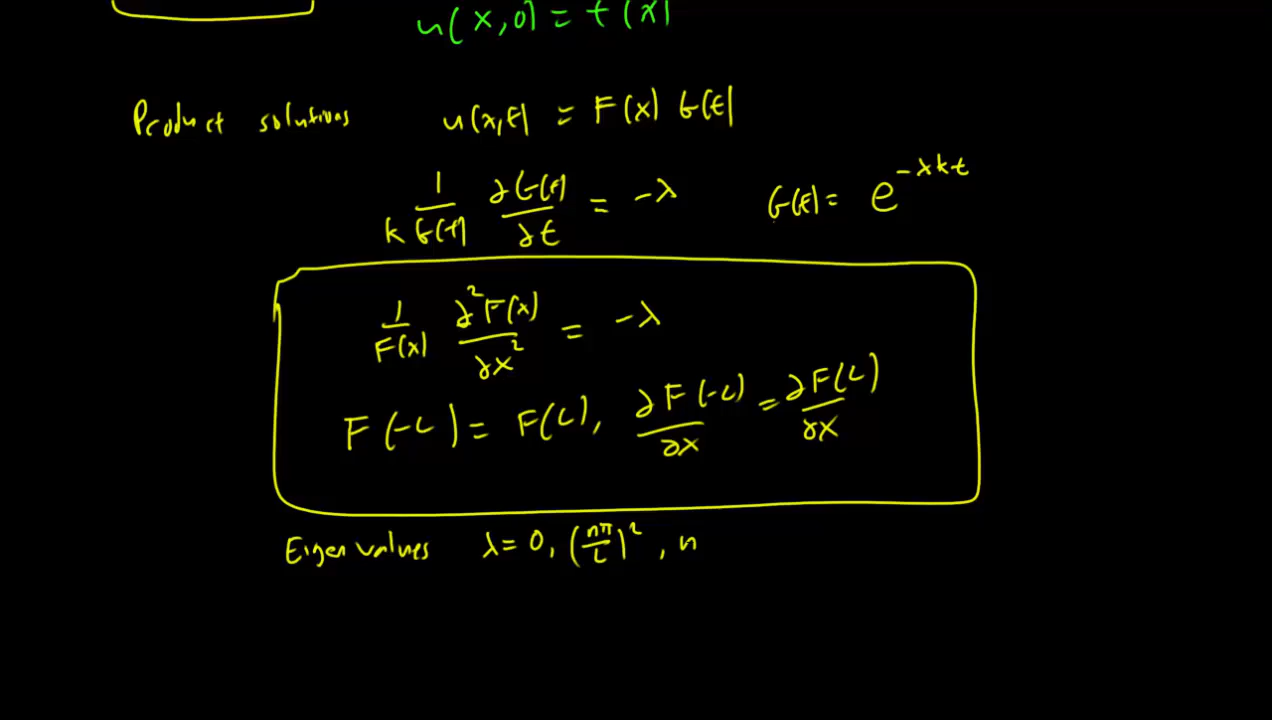 u(x,0) = f(x)
Product solutions u(x,t) = F(x) G(t)
1/(k G(t)) ∂G(t)/∂t = -λ G(t) = e^{-λkt}
1/F(x) ∂²F(x)/∂x² = -λ
F(-L) = F(L), ∂F(-L)/∂x = ∂F(L)/∂x
Eigenvalues λ = 0, (nπ/L)², n